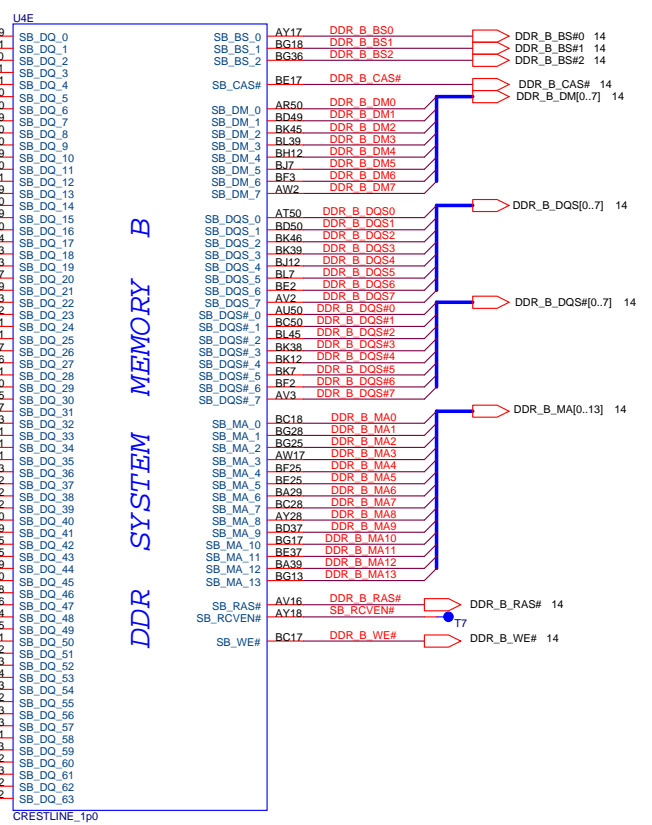 U4E
SB_DQ_0
SB_DQ_1
SB_DQ_2
SB_DQ_3
SB_DQ_4
SB_DQ_5
SB_DQ_6
SB_DQ_7
SB_DQ_8
SB_DQ_9
SB_DQ_10
SB_DQ_11
SB_DQ_12
SB_DQ_13
SB_DQ_14
SB_DQ_15
SB_DQ_16
SB_DQ_17
SB_DQ_18
SB_DQ_19
SB_DQ_20
SB_DQ_21
SB_DQ_22
SB_DQ_23
SB_DQ_24
SB_DQ_25
SB_DQ_26
SB_DQ_27
SB_DQ_28
SB_DQ_29
SB_DQ_30
SB_DQ_31
SB_DQ_32
SB_DQ_33
SB_DQ_34
SB_DQ_35
SB_DQ_36
SB_DQ_37
SB_DQ_38
SB_DQ_39
SB_DQ_40
SB_DQ_41
SB_DQ_42
SB_DQ_43
SB_DQ_44
SB_DQ_45
SB_DQ_46
SB_DQ_47
SB_DQ_48
SB_DQ_49
SB_DQ_50
SB_DQ_51
SB_DQ_52
SB_DQ_53
SB_DQ_54
SB_DQ_55
SB_DQ_56
SB_DQ_57
SB_DQ_58
SB_DQ_59
SB_DQ_60
SB_DQ_61
SB_DQ_62
SB_DQ_63
DDR SYSTEM MEMORY B
SB_BS_0 AY17 DDR_B_BS0 DDR_B_BS#0 14
SB_BS_1 BG18 DDR_B_BS1 DDR_B_BS#1 14
SB_BS_2 BG36 DDR_B_BS2 DDR_B_BS#2 14
SB_CAS# BE17 DDR_B_CAS# DDR_B_CAS# 14
DDR_B_DM[0..7] 14
SB_DM_0 AR50 DDR_B_DM0
SB_DM_1 BD49 DDR_B_DM1
SB_DM_2 BK45 DDR_B_DM2
SB_DM_3 BL39 DDR_B_DM3
SB_DM_4 BH12 DDR_B_DM4
SB_DM_5 BJ7 DDR_B_DM5
SB_DM_6 BF3 DDR_B_DM6
SB_DM_7 AW2 DDR_B_DM7
DDR_B_DQS[0..7] 14
SB_DQS_0 AT50 DDR_B_DQS0
SB_DQS_1 BD50 DDR_B_DQS1
SB_DQS_2 BK46 DDR_B_DQS2
SB_DQS_3 BK39 DDR_B_DQS3
SB_DQS_4 BJ12 DDR_B_DQS4
SB_DQS_5 BL7 DDR_B_DQS5
SB_DQS_6 BE2 DDR_B_DQS6
SB_DQS_7 AV2 DDR_B_DQS7
DDR_B_DQS#[0..7] 14
SB_DQS#_0 AU50 DDR_B_DQS#0
SB_DQS#_1 BC50 DDR_B_DQS#1
SB_DQS#_2 BL45 DDR_B_DQS#2
SB_DQS#_3 BK38 DDR_B_DQS#3
SB_DQS#_4 BK12 DDR_B_DQS#4
SB_DQS#_5 BK7 DDR_B_DQS#5
SB_DQS#_6 BF2 DDR_B_DQS#6
SB_DQS#_7 AV3 DDR_B_DQS#7
DDR_B_MA[0..13] 14
SB_MA_0 BC18 DDR_B_MA0
SB_MA_1 BG28 DDR_B_MA1
SB_MA_2 BG25 DDR_B_MA2
SB_MA_3 AW17 DDR_B_MA3
SB_MA_4 BF25 DDR_B_MA4
SB_MA_5 BE25 DDR_B_MA5
SB_MA_6 BA29 DDR_B_MA6
SB_MA_7 BC28 DDR_B_MA7
SB_MA_8 AY28 DDR_B_MA8
SB_MA_9 BD37 DDR_B_MA9
SB_MA_10 BG17 DDR_B_MA10
SB_MA_11 BE37 DDR_B_MA11
SB_MA_12 BA39 DDR_B_MA12
SB_MA_13 BG13 DDR_B_MA13
SB_RAS# AV16 DDR_B_RAS# DDR_B_RAS# 14
SB_RCVEN# AY18 SB_RCVEN# T7
SB_WE# BC17 DDR_B_WE# DDR_B_WE# 14
CRESTLINE_1p0